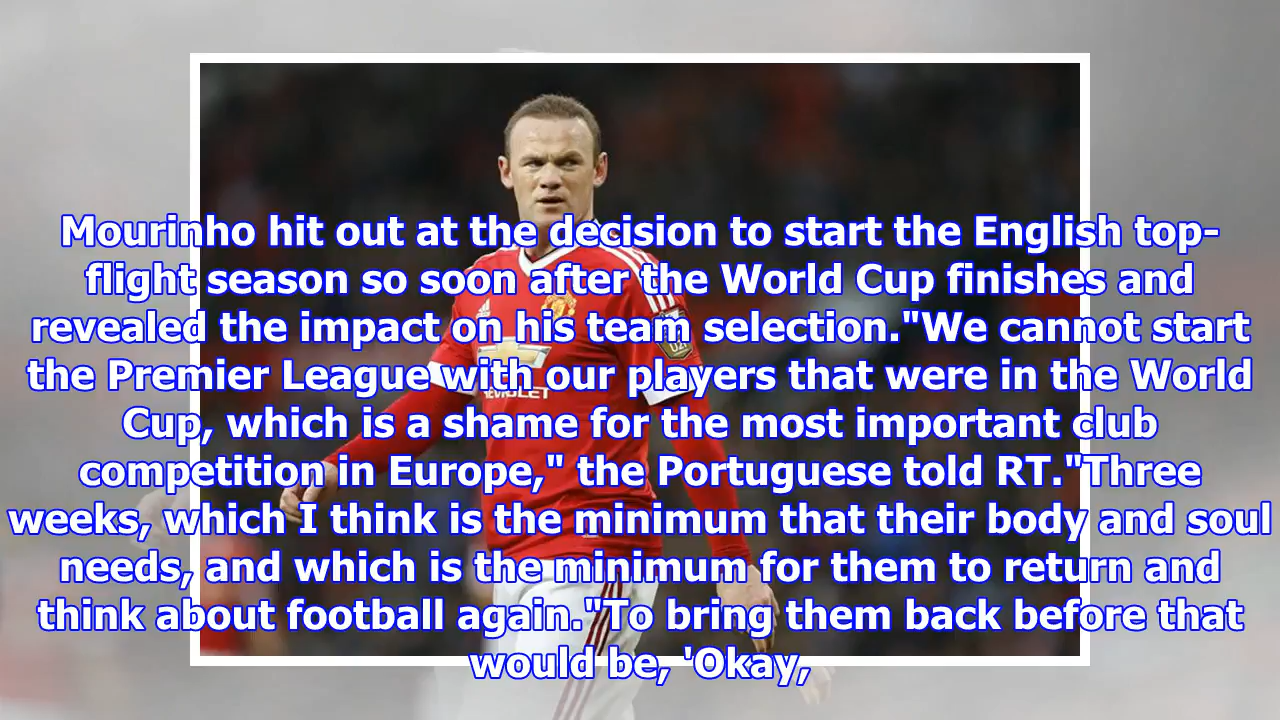 Mourinho hit out at the decision to start the English top-
flight season so soon after the World Cup finishes and
revealed the impact on his team selection."We cannot start
the Premier League with our players that were in the World
Cup, which is a shame for the most important club
competition in Europe," the Portuguese told RT."Three
weeks, which I think is the minimum that their body and soul
needs, and which is the minimum for them to return and
think about football again."To bring them back before that
would be, 'Okay,
CHEVROLET